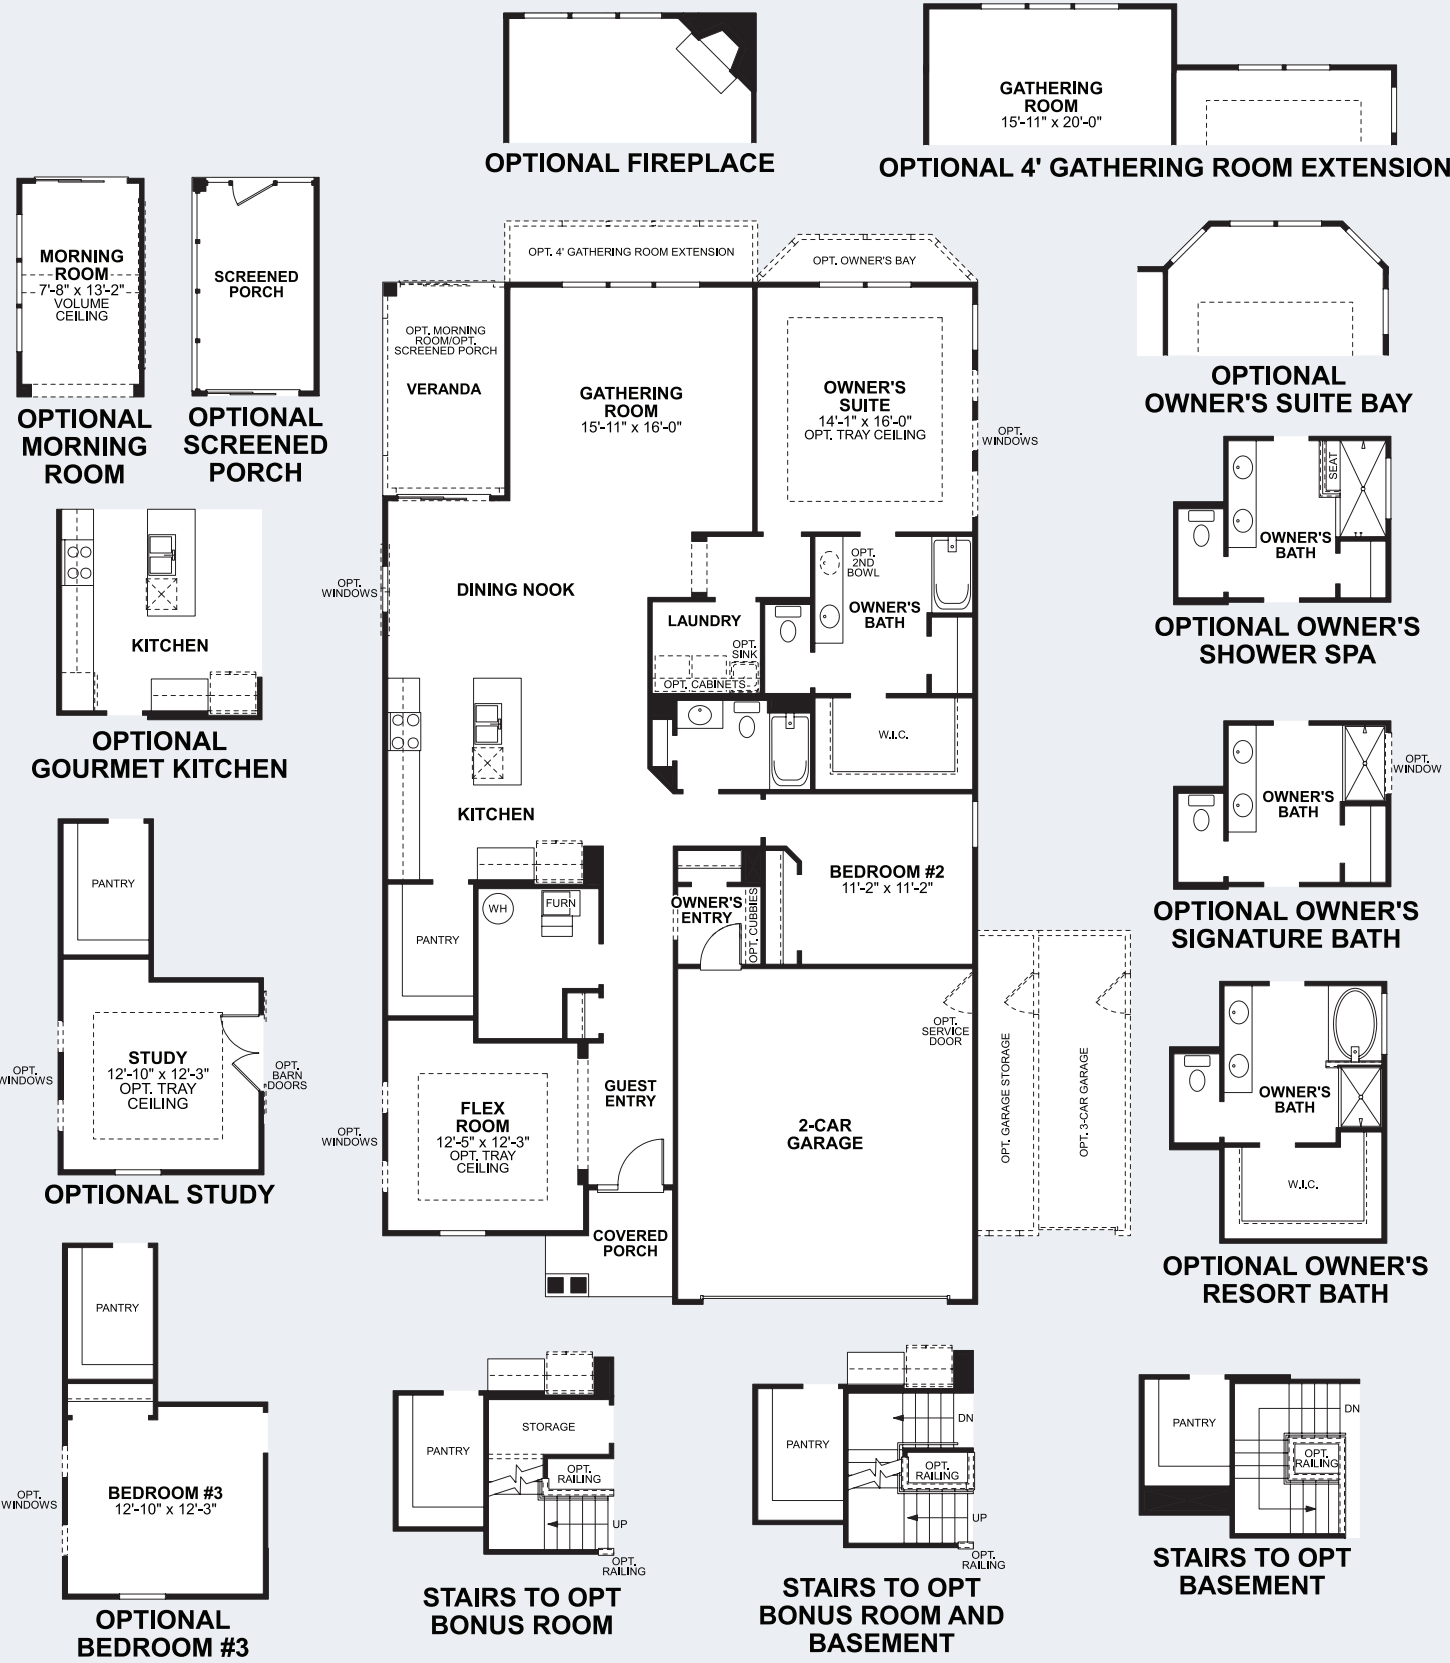 OPTIONAL FIREPLACE
GATHERING
ROOM
15'-11" x 20'-0"
OPTIONAL 4' GATHERING ROOM EXTENSION
MORNING
ROOM
7'-8" x 13'-2"
VOLUME
CEILING
OPTIONAL
MORNING
ROOM
SCREENED
PORCH
OPTIONAL
SCREENED
PORCH
OPT. 4' GATHERING ROOM EXTENSION
OPT. OWNER'S BAY
OPT. MORNING
ROOM/OPT.
SCREENED PORCH
VERANDA
GATHERING
ROOM
15'-11" x 16'-0"
OWNER'S
SUITE
14'-1" x 16'-0"
OPT. TRAY CEILING
OPT.
WINDOWS
OPTIONAL
OWNER'S SUITE BAY
KITCHEN
OPTIONAL
GOURMET KITCHEN
OPT.
WINDOWS
DINING NOOK
LAUNDRY
OPT.
SINK
OPT. CABINETS
OPT.
2ND
BOWL
OWNER'S
BATH
W.I.C.
SEAT
OWNER'S
BATH
OPTIONAL OWNER'S
SHOWER SPA
KITCHEN
OWNER'S
BATH
OPT.
WINDOW
OPTIONAL OWNER'S
SIGNATURE BATH
PANTRY
STUDY
12'-10" x 12'-3"
OPT. TRAY
CEILING
OPT.
WINDOWS
OPT.
BARN
DOORS
OPTIONAL STUDY
PANTRY
WH
FURN
OWNER'S
ENTRY
OPT. CUBBIES
BEDROOM #2
11'-2" x 11'-2"
OPT.
SERVICE
DOOR
OPT. GARAGE STORAGE
OPT. 3-CAR GARAGE
OPT.
WINDOWS
FLEX
ROOM
12'-5" x 12'-3"
OPT. TRAY
CEILING
GUEST
ENTRY
2-CAR
GARAGE
COVERED
PORCH
OWNER'S
BATH
W.I.C.
OPTIONAL OWNER'S
RESORT BATH
PANTRY
OPT.
WINDOWS
BEDROOM #3
12'-10" x 12'-3"
OPTIONAL
BEDROOM #3
PANTRY
STORAGE
OPT.
RAILING
UP
OPT.
RAILING
STAIRS TO OPT
BONUS ROOM
PANTRY
DN
OPT.
RAILING
UP
OPT.
RAILING
STAIRS TO OPT
BONUS ROOM AND
BASEMENT
PANTRY
DN
OPT.
RAILING
STAIRS TO OPT
BASEMENT